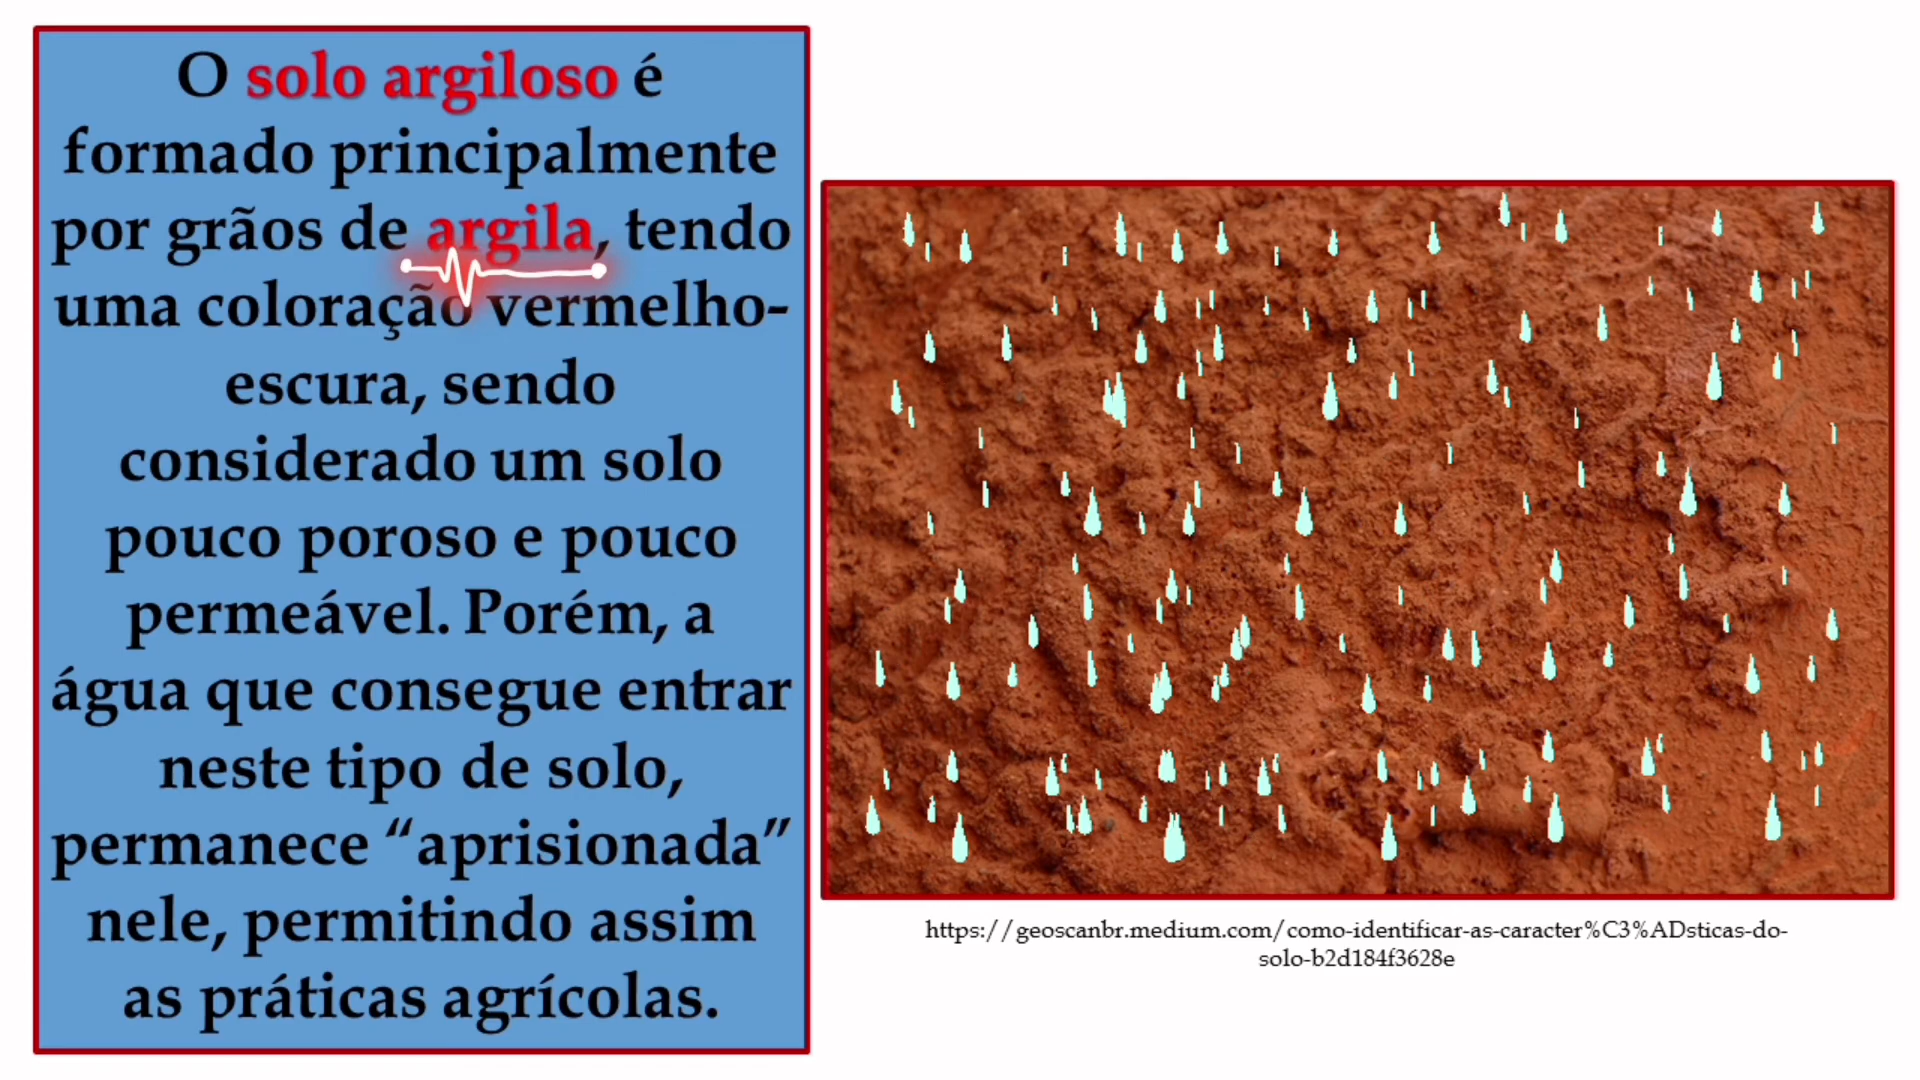 O solo argiloso é
formado principalmente
por grãos de argila, tendo
uma coloração vermelho-
escura, sendo
considerado um solo
pouco poroso e pouco
permeável. Porém, a
água que consegue entrar
neste tipo de solo,
permanece “aprisionada”
nele, permitindo assim
as práticas agrícolas.
https://geoscanbr.medium.com/como-identificar-as-caracter%C3%ADsticas-do-
solo-b2d184f3628e